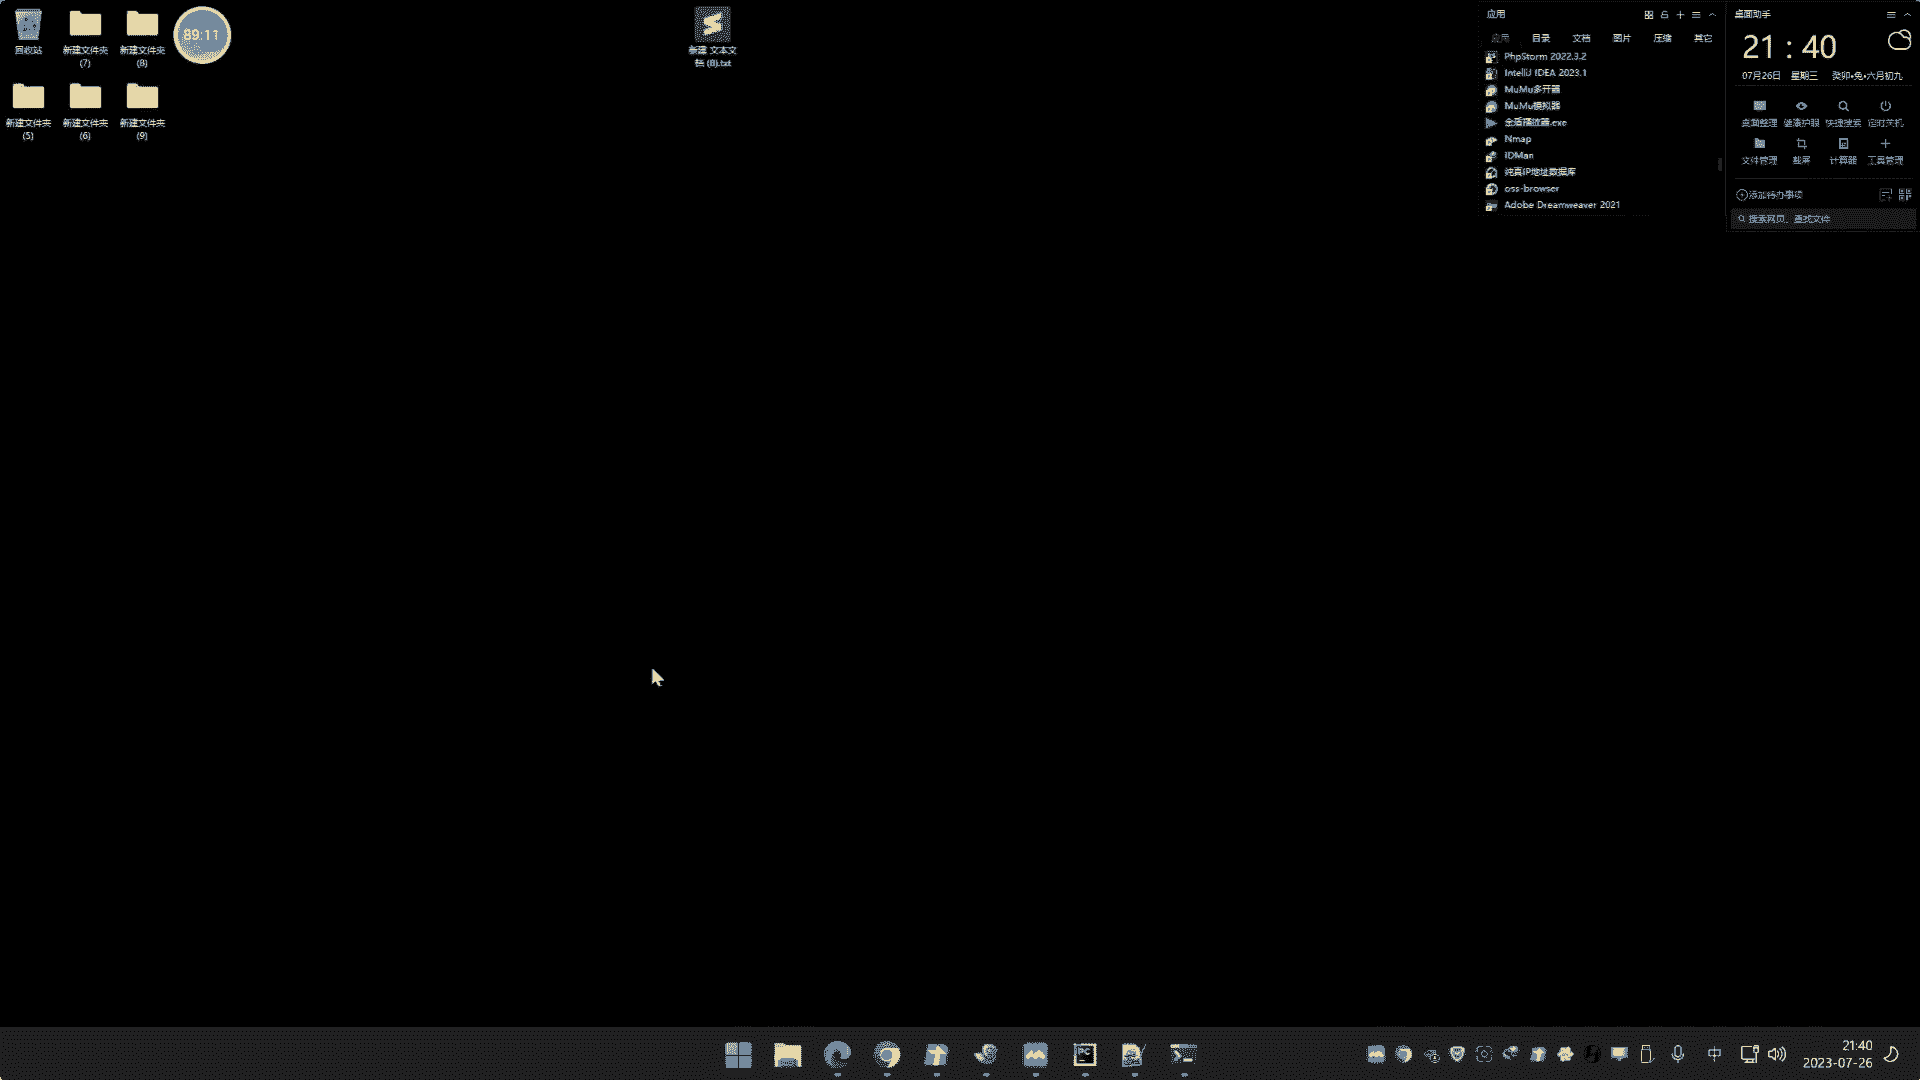 回收站
新建文件夹
(7)
新建文件夹
(8)
89:11
新建文件夹
(5)
新建文件夹
(6)
新建文件夹
(9)
新建 文本文
档 (8).txt
应用
应用 目录 文档 图片 压缩 其它
PhpStorm 2022.3.2
IntelliJ IDEA 2023.1
MuMu多开器
MuMu模拟器
金盾播放器.exe
Nmap
IDMan
纯真IP地址数据库
oss-browser
Adobe Dreamweaver 2021
桌面助手
21 : 40
07月26日 星期三 癸卯•兔•六月初九
桌面整理 健康护眼 快捷搜索 定时关机
文件管理 截屏 计算器 工具管理
添加待办事项
搜索网页、查找文件
PC
中
21:40
2023-07-26